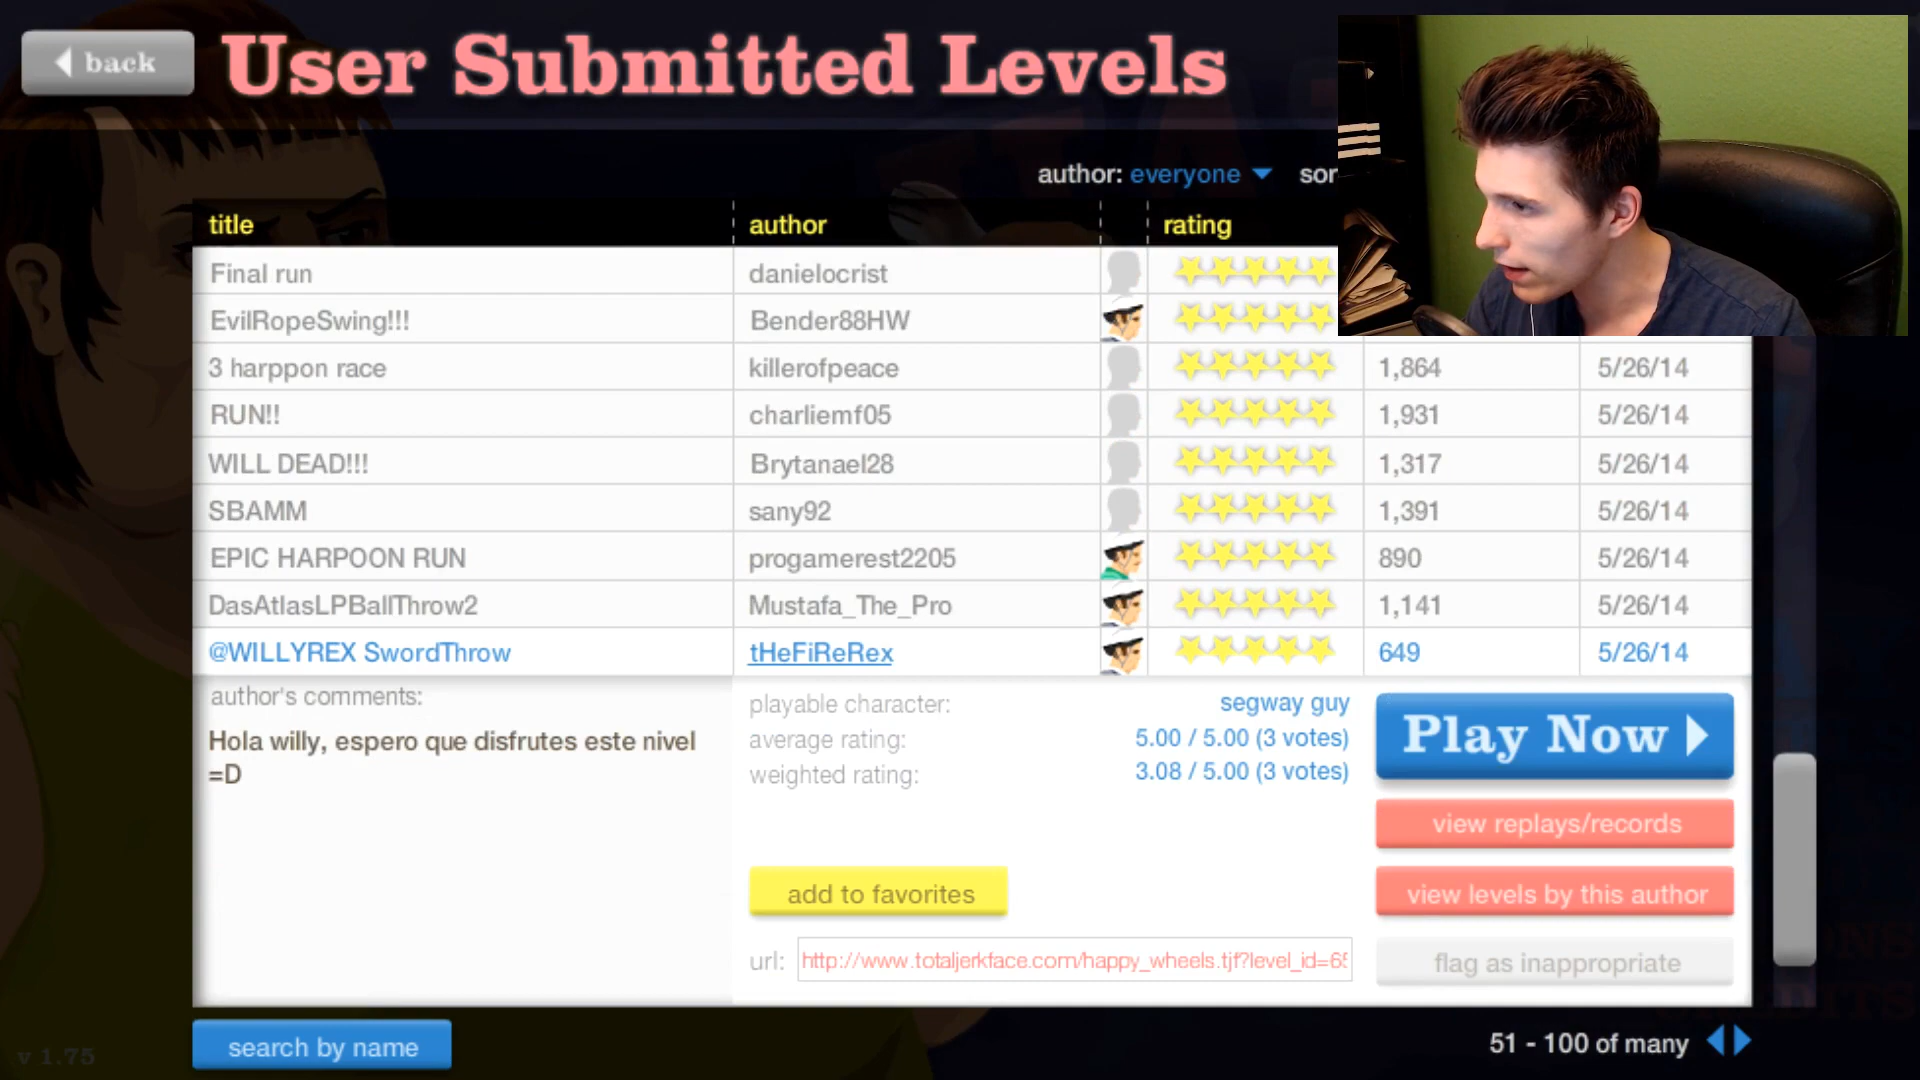 back
User Submitted Levels
author: everyone sor
title author rating
Final run danielocrist
EvilRopeSwing!!! Bender88HW
3 harppon race killerofpeace 1,864 5/26/14
RUN!! charliemf05 1,931 5/26/14
WILL DEAD!!! Brytanael28 1,317 5/26/14
SBAMM sany92 1,391 5/26/14
EPIC HARPOON RUN progamerest2205 890 5/26/14
DasAtlasLPBallThrow2 Mustafa_The_Pro 1,141 5/26/14
@WILLYREX SwordThrow tHeFiReRex 649 5/26/14
author's comments:
Hola willy, espero que disfrutes este nivel
=D
playable character: segway guy
average rating: 5.00 / 5.00 (3 votes)
weighted rating: 3.08 / 5.00 (3 votes)
Play Now
view replays/records
add to favorites
view levels by this author
url: http://www.totaljerkface.com/happy_wheels.tjf?level_id=6
flag as inappropriate
search by name
51 - 100 of many
v 1.75